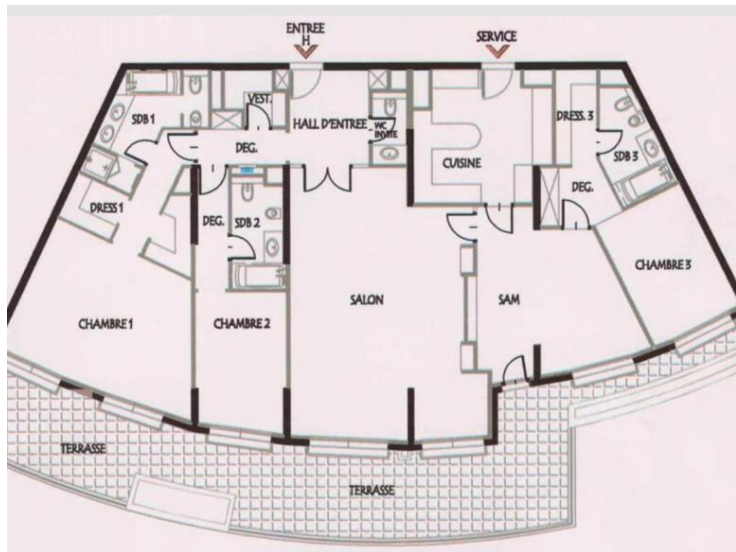 ENTREE
H
SERVICE
SDB 1
VEST.
HALL D'ENTREE
WC
INVITE
DEG.
CUISINE
DRESS. 3
SDB 3
DEG.
DRESS 1
DEG.
SDB 2
CHAMBRE 1
CHAMBRE 2
SALON
SAM
CHAMBRE 3
TERRASSE
TERRASSE